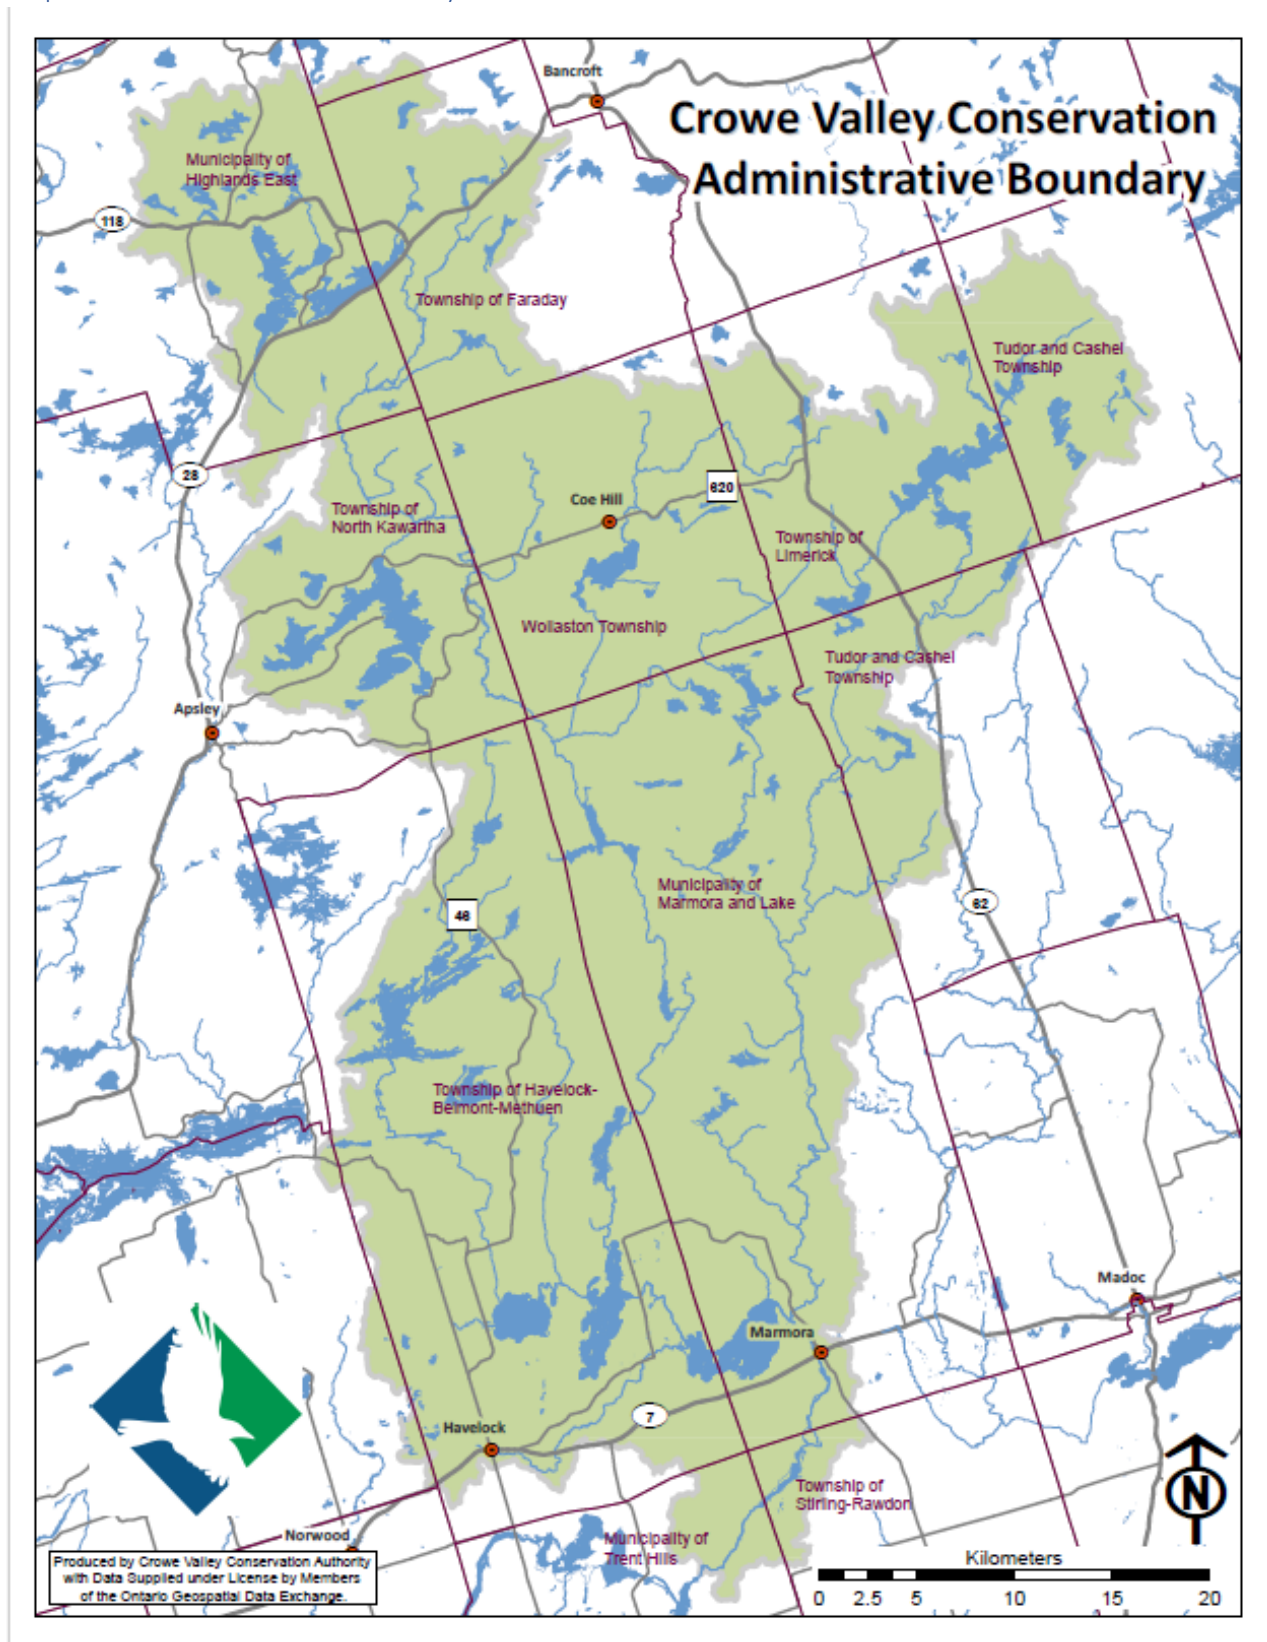 Bancroft
Crowe Valley Conservation
Administrative Boundary
Municipality of
Highlands East
118
Township of Faraday
Tudor and Cashel
Township
28
Township of
North Kawartha
Coe Hill
620
Township of
Limerick
Wollaston Township
Tudor and Cashel
Township
Apsley
Municipality of
Marmora and Lake
62
46
Township of Havelock-
Belmont-Methuen
Madoc
Marmora
7
Havelock
Township of
Stirling-Rawdon
N
Norwood
Municipality of
Trent Hills
Produced by Crowe Valley Conservation Authority
with Data Supplied under License by Members
of the Ontario Geospatial Data Exchange.
Kilometers
0 2.5 5 10 15 20